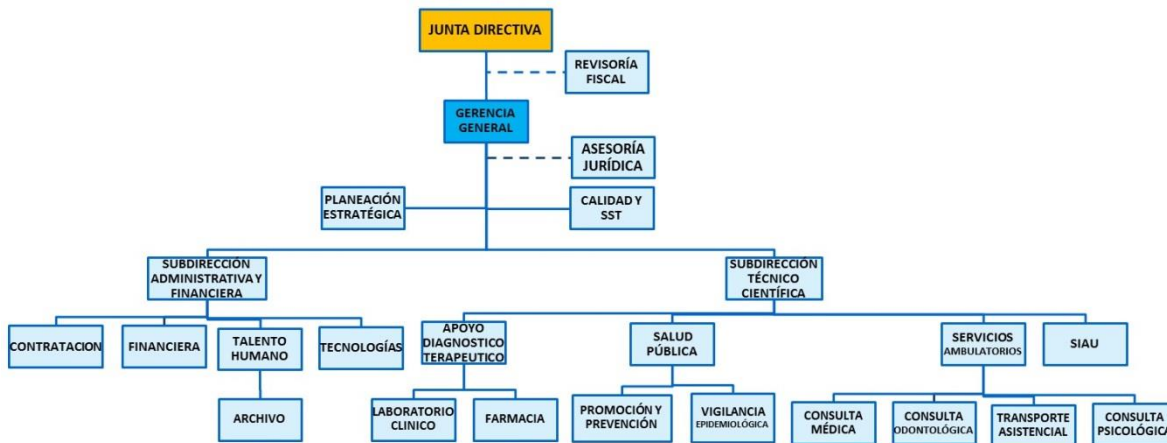 JUNTA DIRECTIVA
REVISORÍA
FISCAL
GERENCIA
GENERAL
ASESORÍA
JURÍDICA
PLANEACIÓN
ESTRATÉGICA
CALIDAD Y
SST
SUBDIRECCIÓN
ADMINISTRATIVA Y
FINANCIERA
SUBDIRECCIÓN
TÉCNICO
CIENTÍFICA
CONTRATACION
FINANCIERA
TALENTO
HUMANO
TECNOLOGÍAS
APOYO
DIAGNOSTICO
TERAPEUTICO
SALUD
PÚBLICA
SERVICIOS
AMBULATORIOS
SIAU
ARCHIVO
LABORATORIO
CLINICO
FARMACIA
PROMOCIÓN Y
PREVENCIÓN
VIGILANCIA
EPIDEMIOLÓGICA
CONSULTA
MÉDICA
CONSULTA
ODONTOLÓGICA
TRANSPORTE
ASISTENCIAL
CONSULTA
PSICOLÓGICA